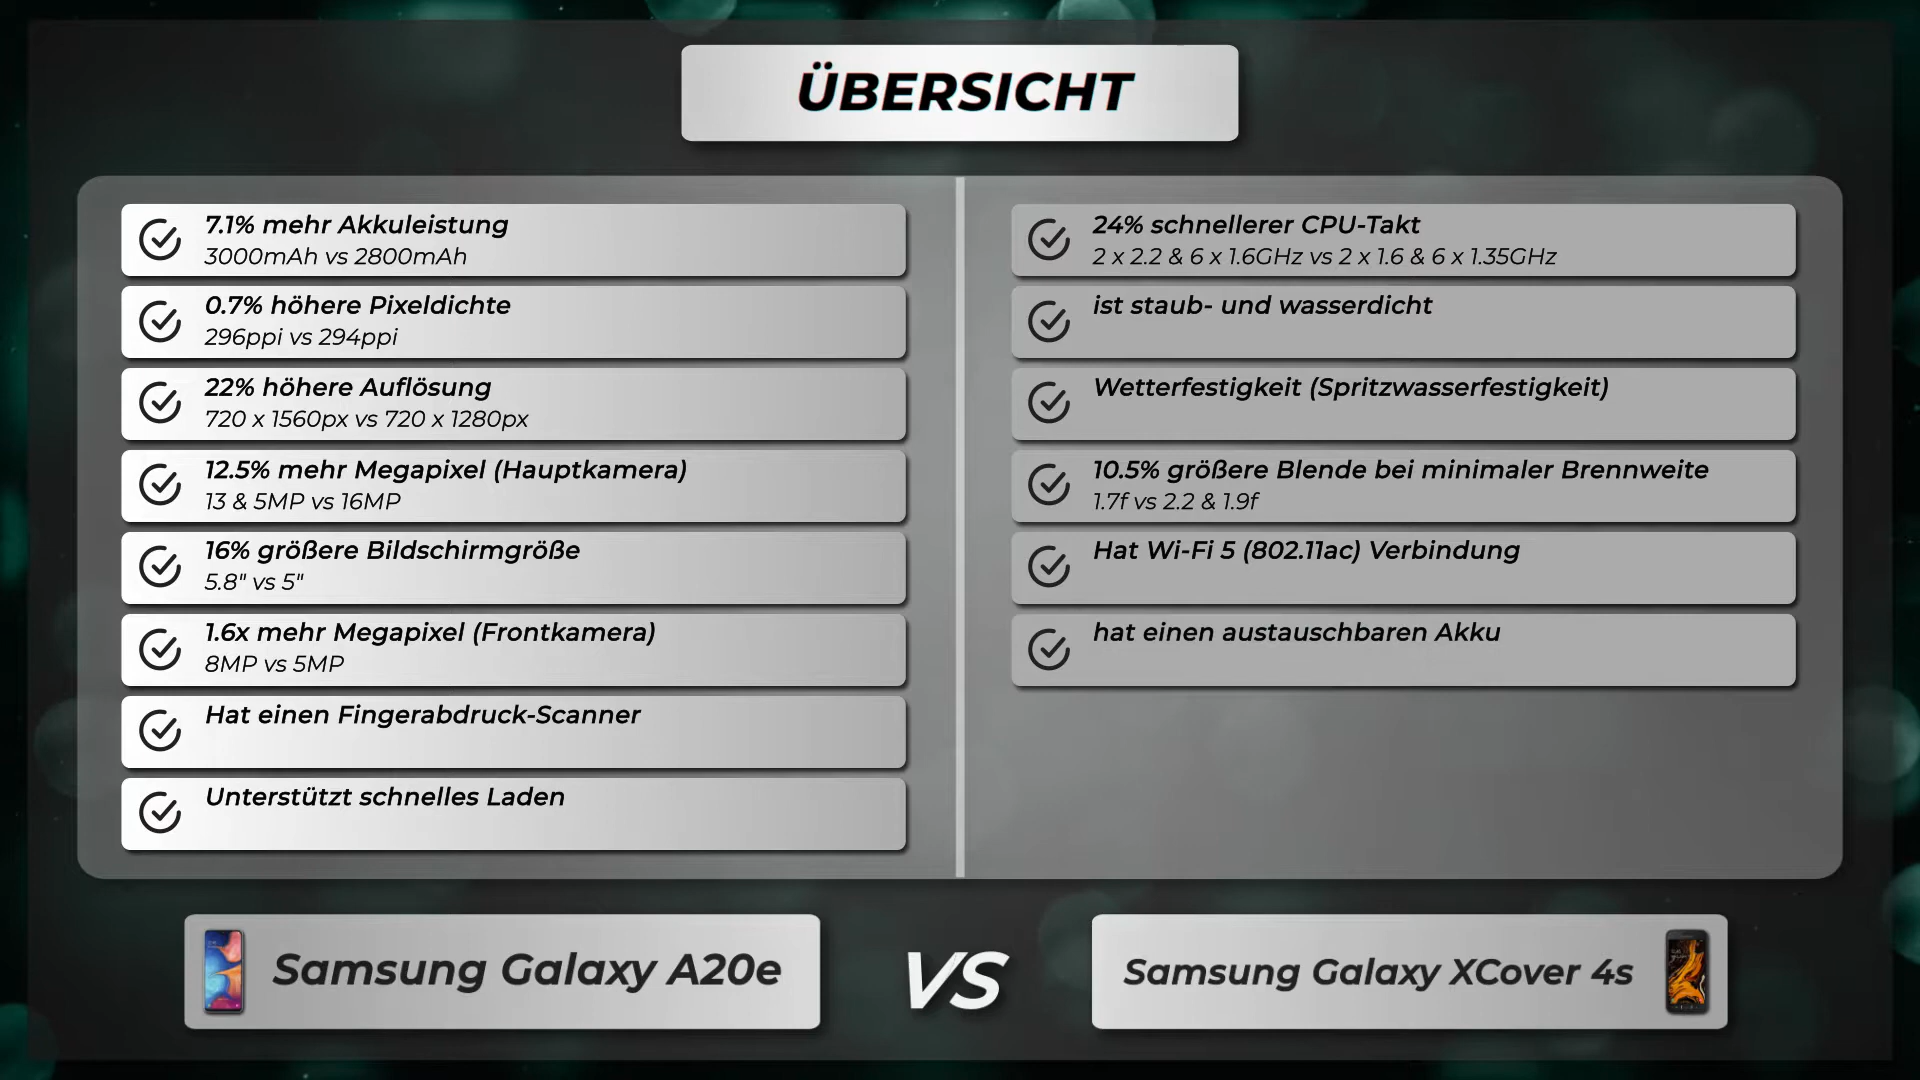 ÜBERSICHT
7.1% mehr Akkuleistung
3000mAh vs 2800mAh
0.7% höhere Pixeldichte
296ppi vs 294ppi
22% höhere Auflösung
720 x 1560px vs 720 x 1280px
12.5% mehr Megapixel (Hauptkamera)
13 & 5MP vs 16MP
16% größere Bildschirmgröße
5.8" vs 5"
1.6x mehr Megapixel (Frontkamera)
8MP vs 5MP
Hat einen Fingerabdruck-Scanner
Unterstützt schnelles Laden
24% schnellerer CPU-Takt
2 x 2.2 & 6 x 1.6GHz vs 2 x 1.6 & 6 x 1.35GHz
ist staub- und wasserdicht
Wetterfestigkeit (Spritzwasserfestigkeit)
10.5% größere Blende bei minimaler Brennweite
1.7f vs 2.2 & 1.9f
Hat Wi-Fi 5 (802.11ac) Verbindung
hat einen austauschbaren Akku
Samsung Galaxy A20e
VS
Samsung Galaxy XCover 4s